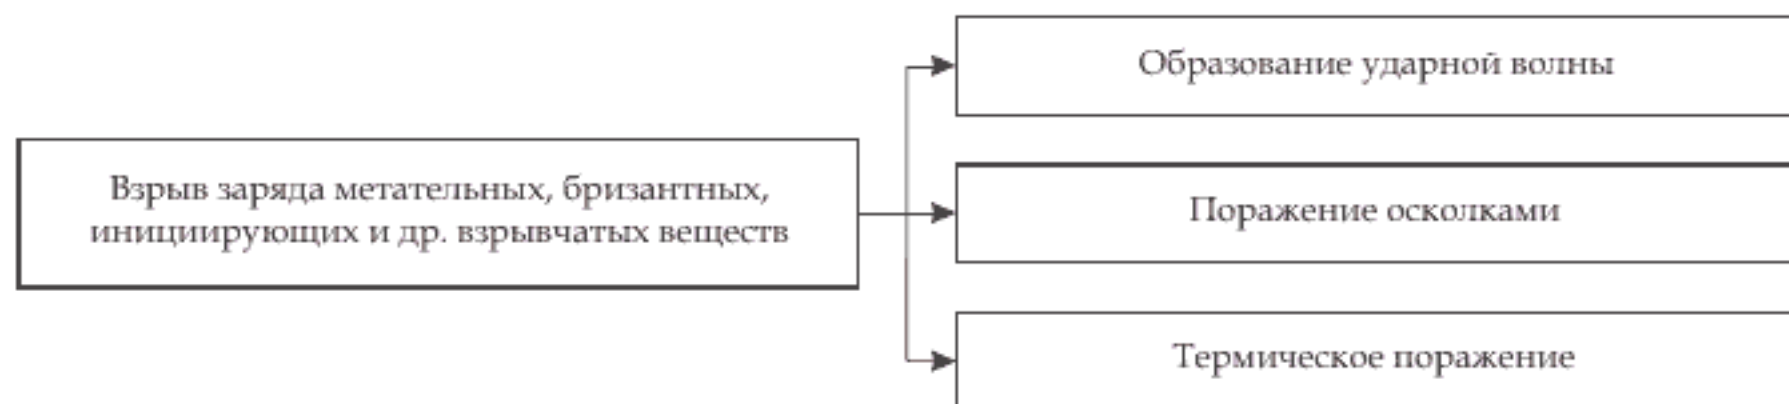 Образование ударной волны
Взрыв заряда метательных, бризантных,
инициирующих и др. взрывчатых веществ
Поражение осколками
Термическое поражение